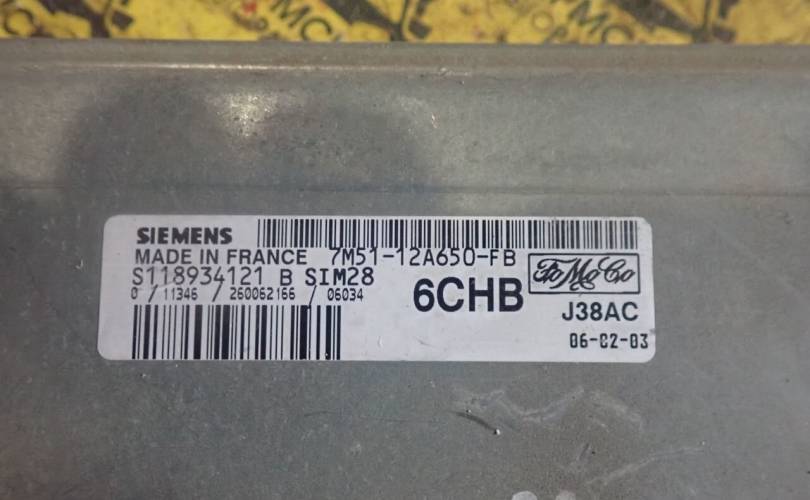 SIEMENS
MADE IN FRANCE 7M51-12A650-FB
S118934121 B SIM28
0 / 11346 / 260062166 / 06034
6CHB
FoMoCo
J38AC
06-02-03